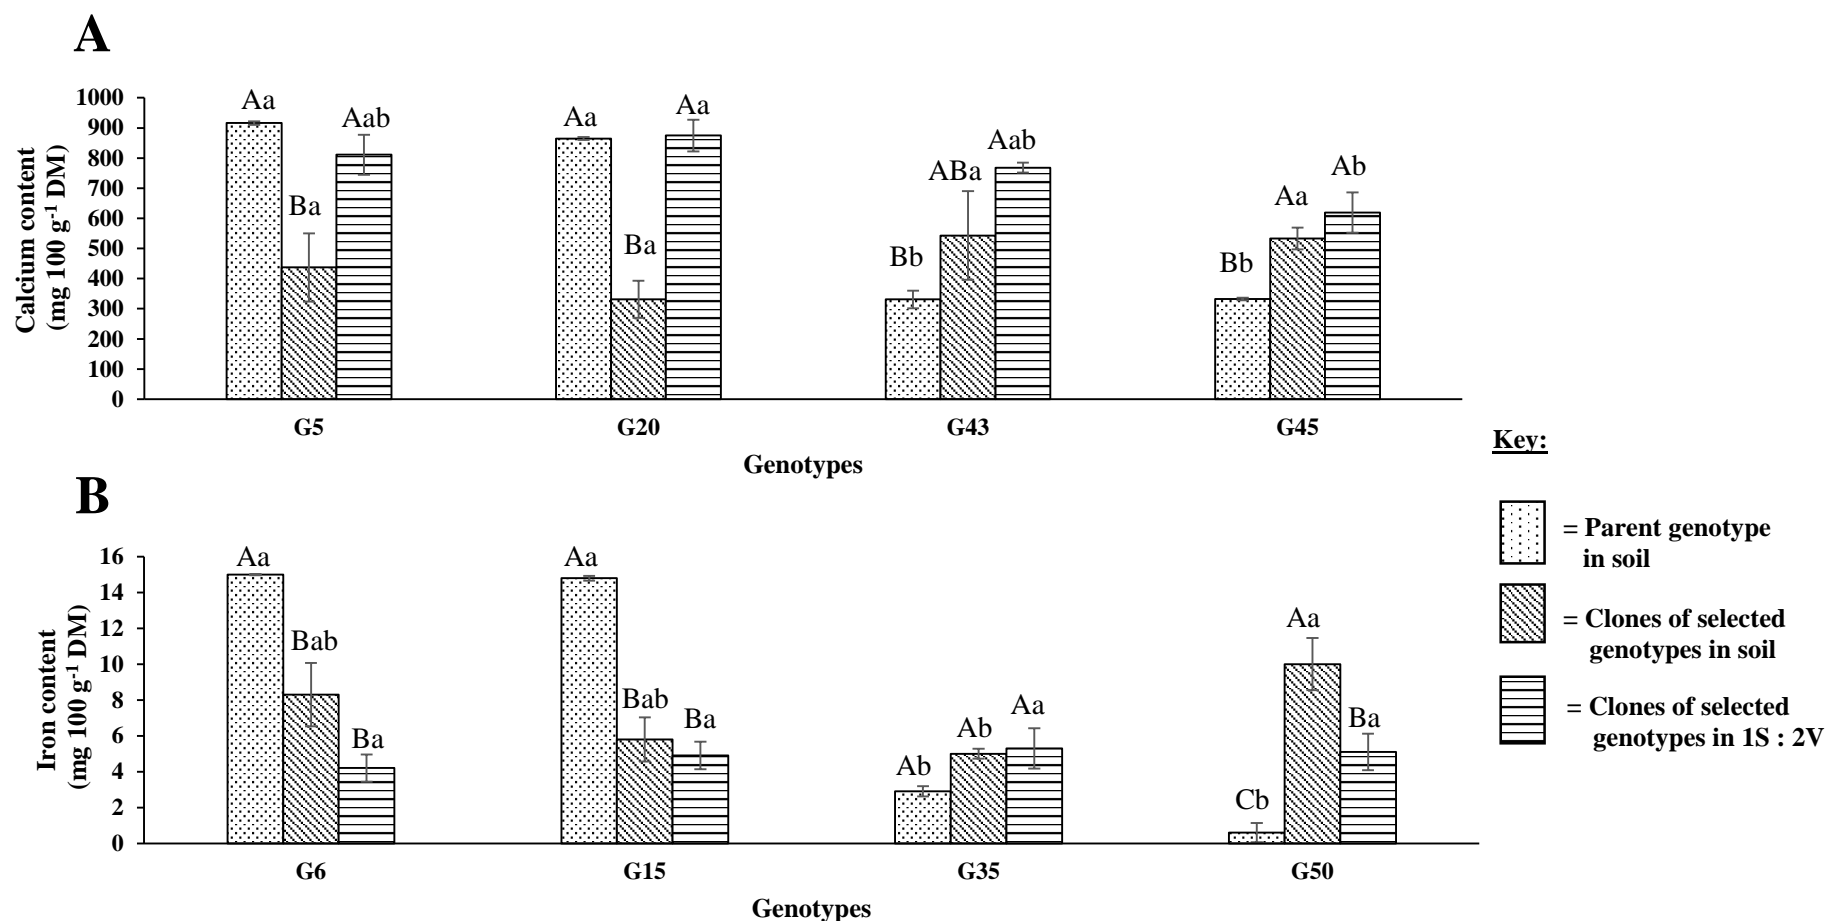 A
Calcium content
(mg 100 g-1 DM)
1000
900
800
700
600
500
400
300
200
100
0
Aa
Ba
Aab
Aa
Ba
Aa
Bb
ABa
Aab
Bb
Aa
Ab
G5
G20
G43
G45
Genotypes
B
Iron content
(mg 100 g-1 DM)
16
14
12
10
8
6
4
2
0
Aa
Bab
Ba
Aa
Bab
Ba
Ab
Ab
Aa
Cb
Aa
Ba
G6
G15
G35
G50
Genotypes
Key:
= Parent genotype
in soil
= Clones of selected
genotypes in soil
= Clones of selected
genotypes in 1S : 2V